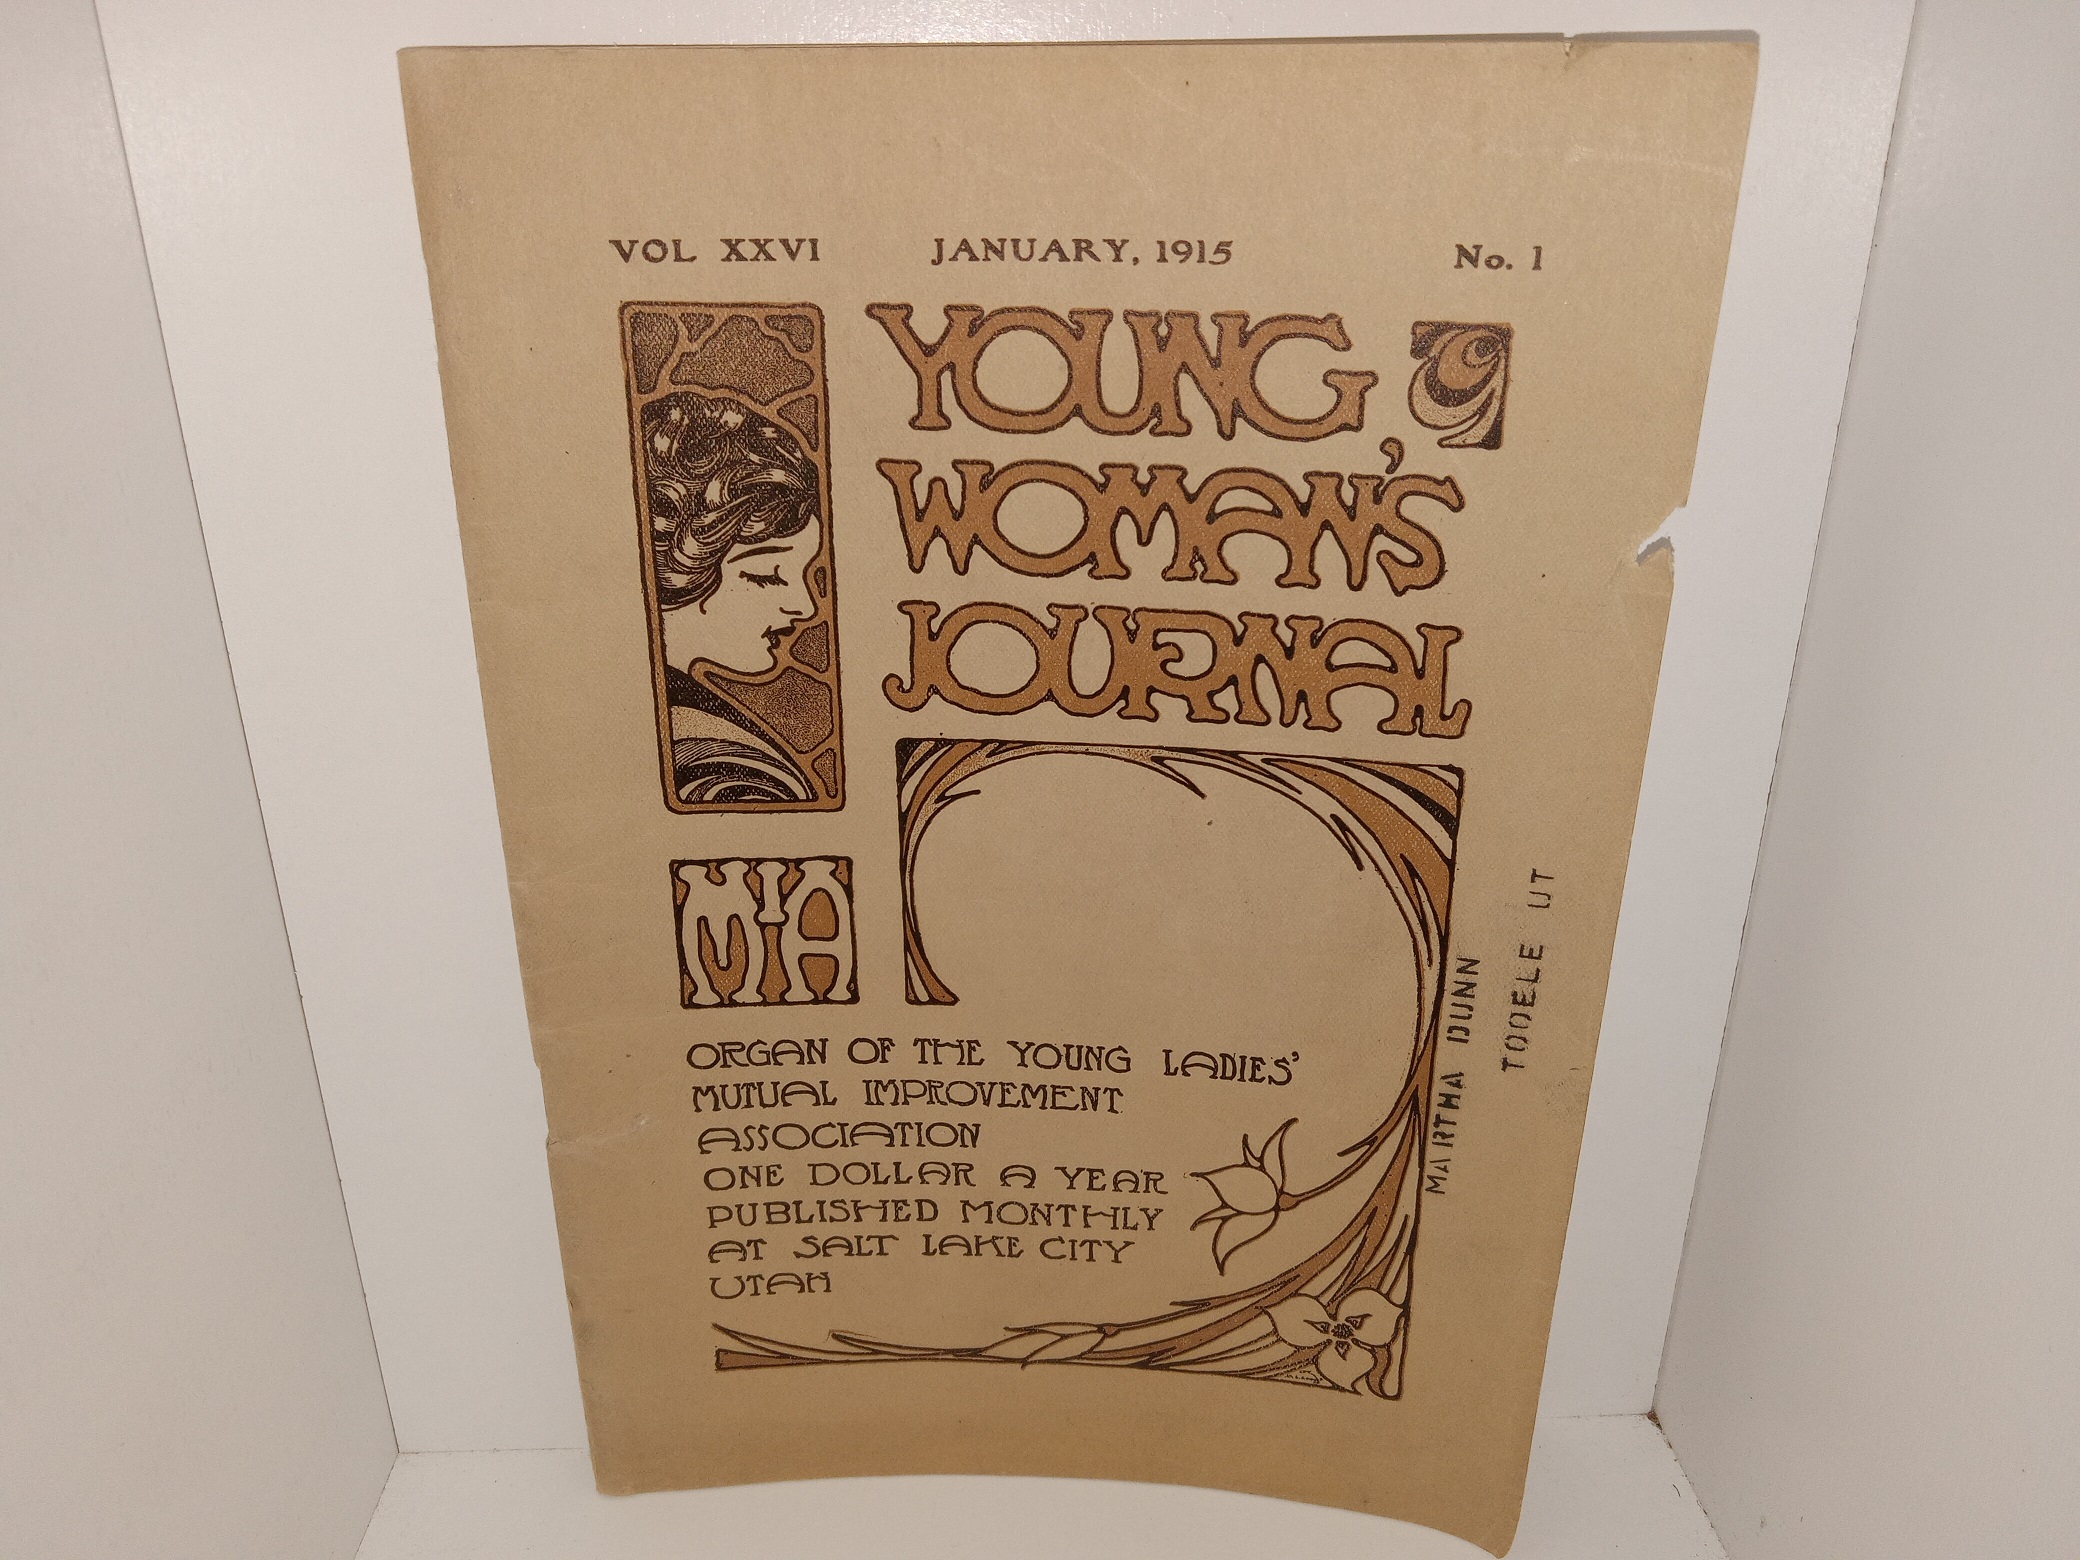 VOL XXVI JANUARY, 1915 No. 1
YOUNG
WOMAN'S
JOURNAL
MIA
ORGAN OF THE YOUNG LADIES'
MUTUAL IMPROVEMENT
ASSOCIATION
ONE DOLLAR A YEAR
PUBLISHED MONTHLY
AT SALT LAKE CITY
UTAH
MARTHA DUNN
TOOELE UT